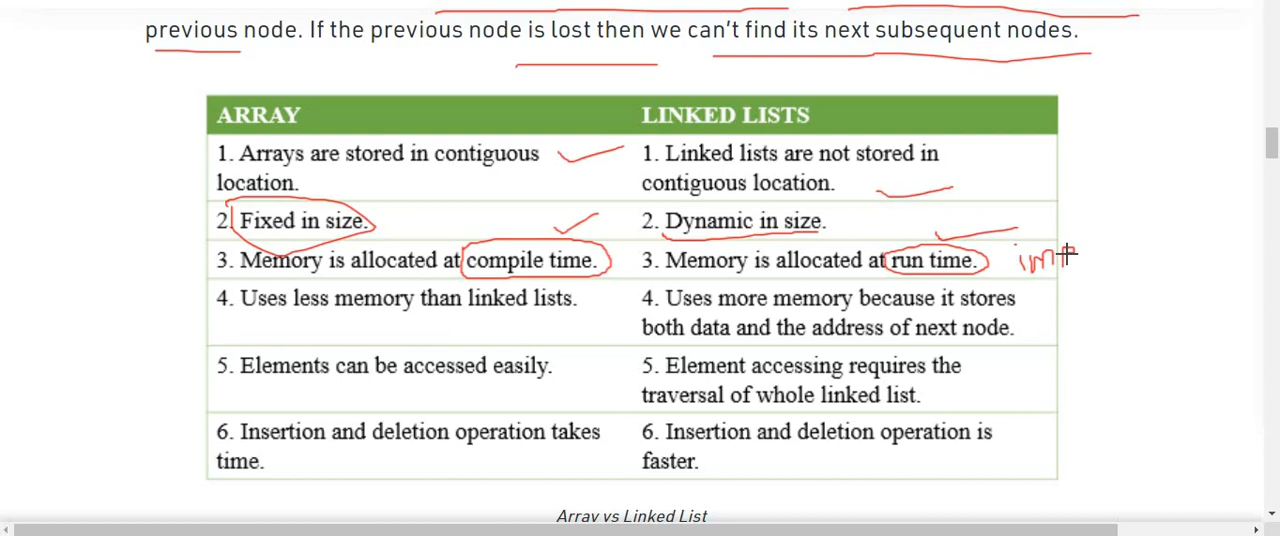 previous node. If the previous node is lost then we can't find its next subsequent nodes.
ARRAY
LINKED LISTS
1. Arrays are stored in contiguous
location.
1. Linked lists are not stored in
contiguous location.
2. Fixed in size.
2. Dynamic in size.
3. Memory is allocated at compile time.
3. Memory is allocated at run time.
imp
4. Uses less memory than linked lists.
4. Uses more memory because it stores
both data and the address of next node.
5. Elements can be accessed easily.
5. Element accessing requires the
traversal of whole linked list.
6. Insertion and deletion operation takes
time.
6. Insertion and deletion operation is
faster.
Array vs Linked List